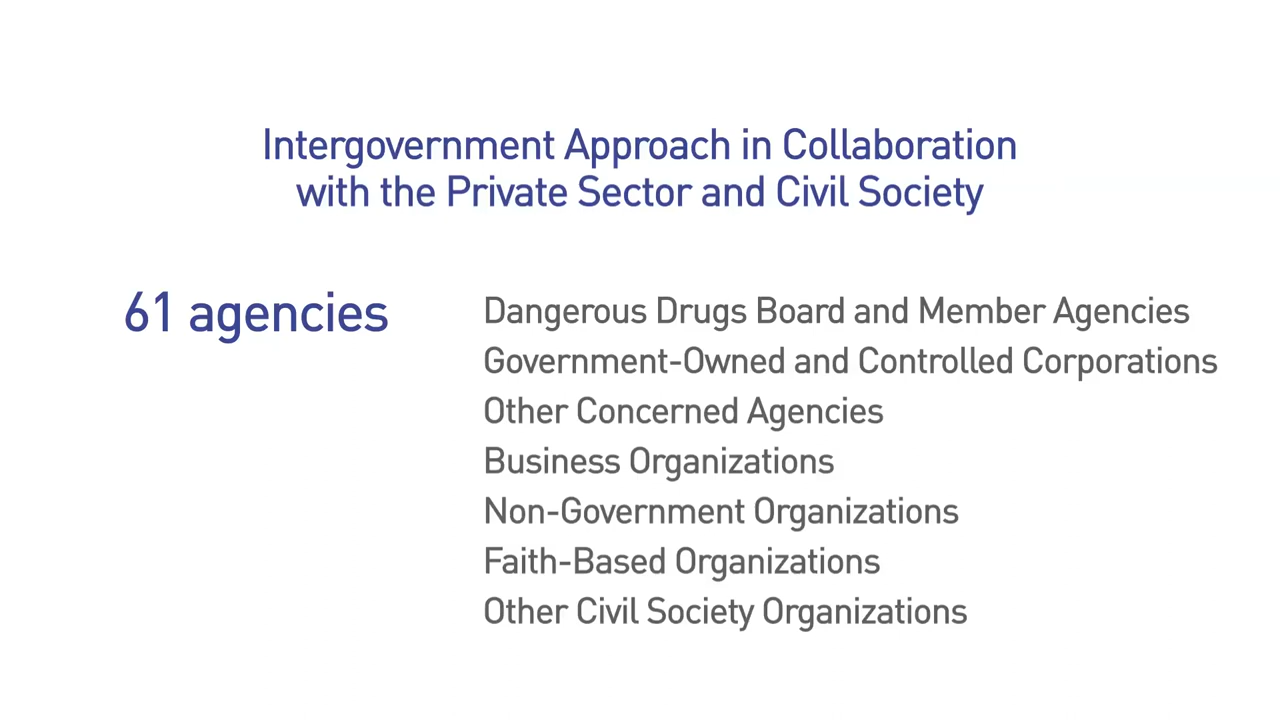 Intergovernment Approach in Collaboration
with the Private Sector and Civil Society
61 agencies
Dangerous Drugs Board and Member Agencies
Government-Owned and Controlled Corporations
Other Concerned Agencies
Business Organizations
Non-Government Organizations
Faith-Based Organizations
Other Civil Society Organizations